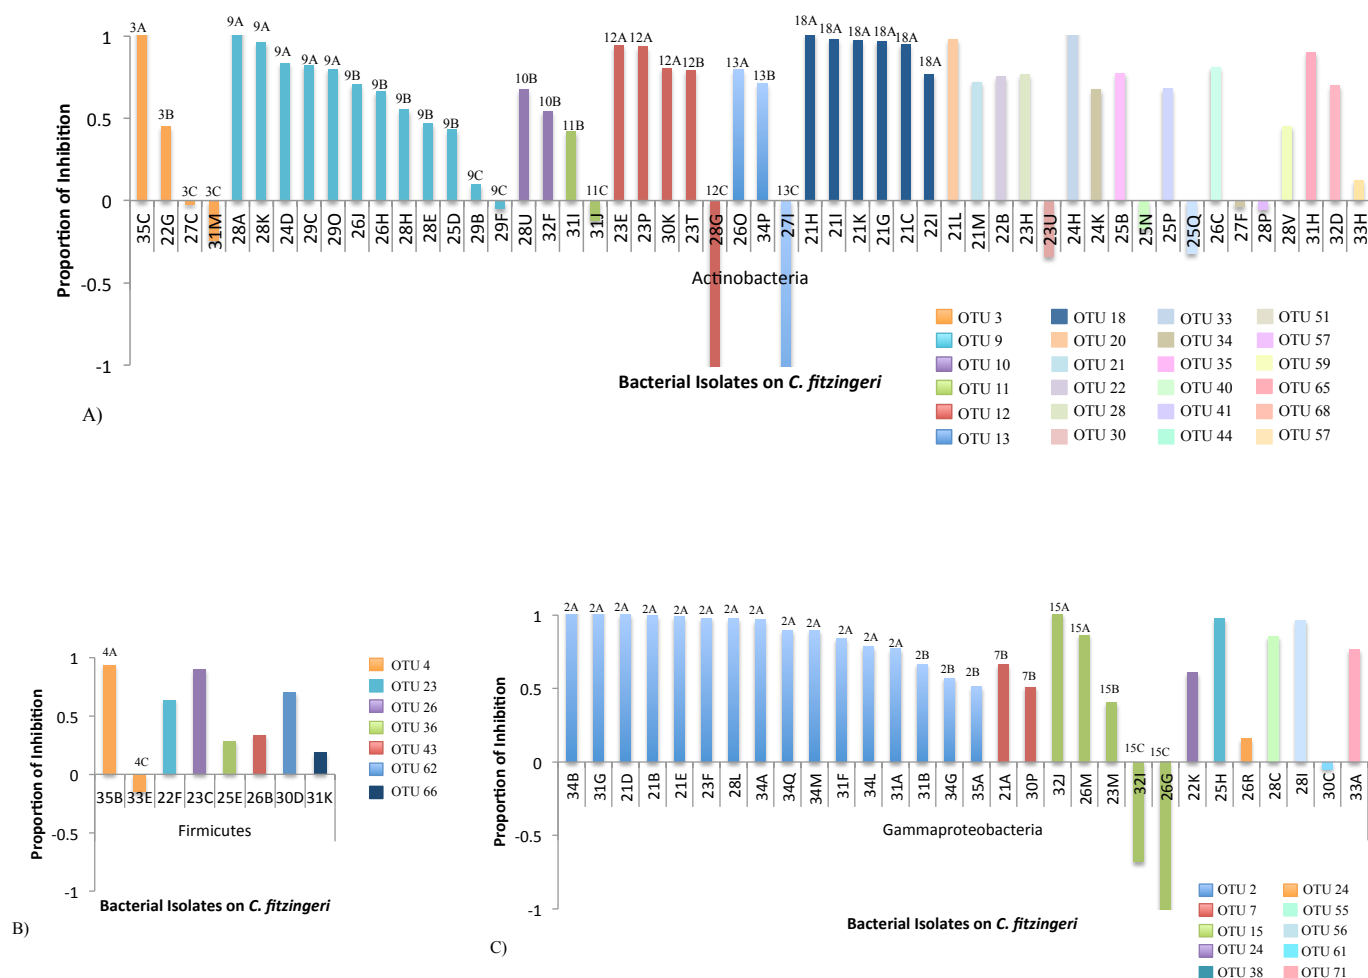 3A
3B
3C
3C
9A
9A
9A
9A
9A
9B
9B
9B
9B
9B
9C
9C
10B
10B
11B
11C
12A
12A
12A
12B
12C
13A
13B
13C
18A
18A
18A
18A
18A
18A
Proportion of Inhibition
1
0.5
0
-0.5
-1
35C 22G 27C 31M 28A 28K 24D 29C 29O 26J 26H 28H 28E 25D 29B 29F 28U 32F 31I 31J 23E 23P 30K 23T 28G 26O 34P 27I 21H 21I 21K 21G 21C 22I 21L 21M 22B 23H 23U 24H 24K 25B 25N 25P 25Q 26C 27F 28P 28V 31H 32D 33H
Actinobacteria
OTU 3 OTU 18 OTU 33 OTU 51
OTU 9 OTU 20 OTU 34 OTU 57
OTU 10 OTU 21 OTU 35 OTU 59
OTU 11 OTU 22 OTU 40 OTU 65
OTU 12 OTU 28 OTU 41 OTU 68
OTU 13 OTU 30 OTU 44 OTU 57
Bacterial Isolates on C. fitzingeri
A)
4A
4C
Proportion of Inhibition
1
0.5
0
-0.5
-1
35B 33E 22F 23C 25E 26B 30D 31K
Firmicutes
OTU 4
OTU 23
OTU 26
OTU 36
OTU 43
OTU 62
OTU 66
Bacterial Isolates on C. fitzingeri
B)
2A
2A
2A
2A
2A
2A
2A
2A
2A
2A
2A
2A
2A
2B
2B
2B
7B
7B
15A
15A
15B
15C
15C
Proportion of Inhibition
1
0.5
0
-0.5
-1
34B 31G 21D 21B 21E 23F 28L 34A 34Q 34M 31F 34L 31A 31B 34G 35A 21A 30P 32J 26M 23M 32I 26G 22K 25H 26R 28C 28I 30C 33A
Gammaproteobacteria
OTU 2 OTU 24
OTU 7 OTU 55
OTU 15 OTU 56
OTU 24 OTU 61
OTU 38 OTU 71
Bacterial Isolates on C. fitzingeri
C)